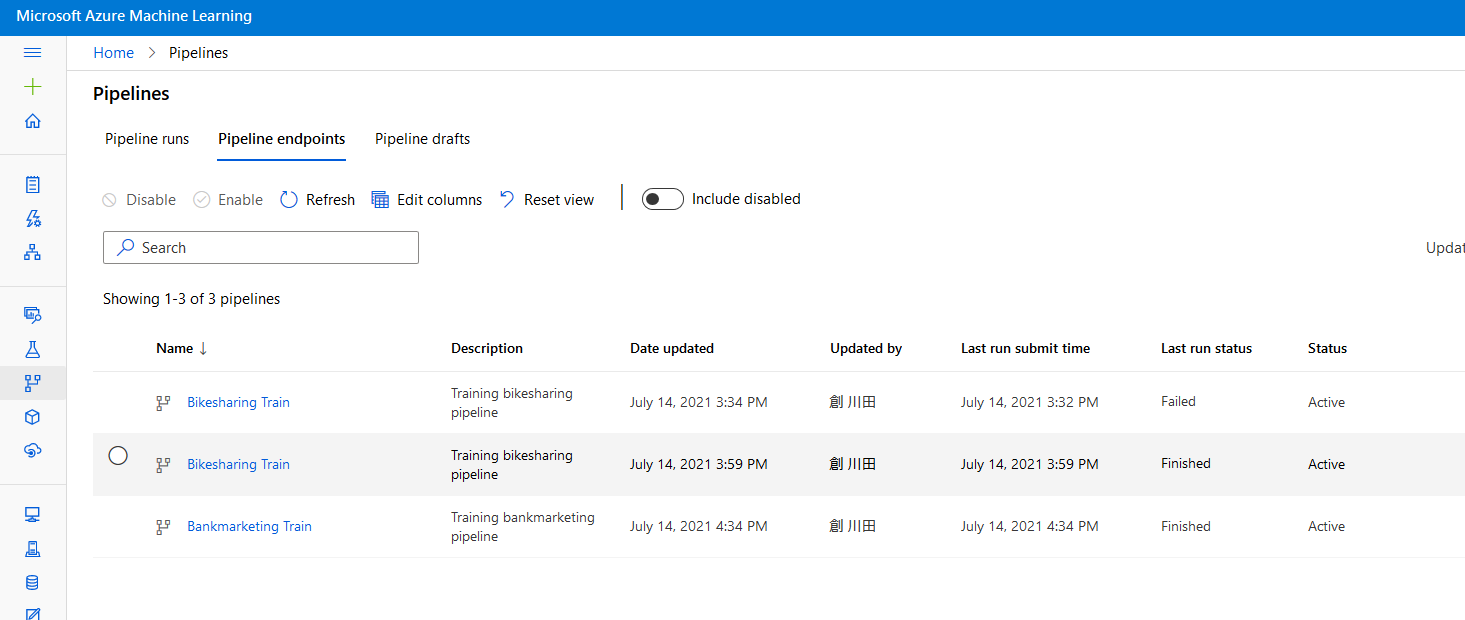 Microsoft Azure Machine Learning
Home > Pipelines
Pipelines
Pipeline runs Pipeline endpoints Pipeline drafts
Disable Enable Refresh Edit columns Reset view Include disabled
Search
Updat
Showing 1-3 of 3 pipelines
Name ↓ Description Date updated Updated by Last run submit time Last run status Status
Bikesharing Train Training bikesharing pipeline July 14, 2021 3:34 PM 創 川田 July 14, 2021 3:32 PM Failed Active
Bikesharing Train Training bikesharing pipeline July 14, 2021 3:59 PM 創 川田 July 14, 2021 3:59 PM Finished Active
Bankmarketing Train Training bankmarketing pipeline July 14, 2021 4:34 PM 創 川田 July 14, 2021 4:34 PM Finished Active